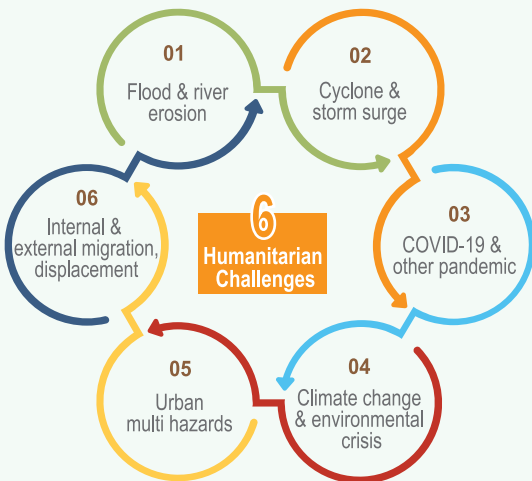 01
Flood & river
erosion
02
Cyclone &
storm surge
03
COVID-19 &
other pandemic
04
Climate change
& environmental
crisis
05
Urban
multi hazards
06
Internal &
external migration,
displacement
6
Humanitarian
Challenges